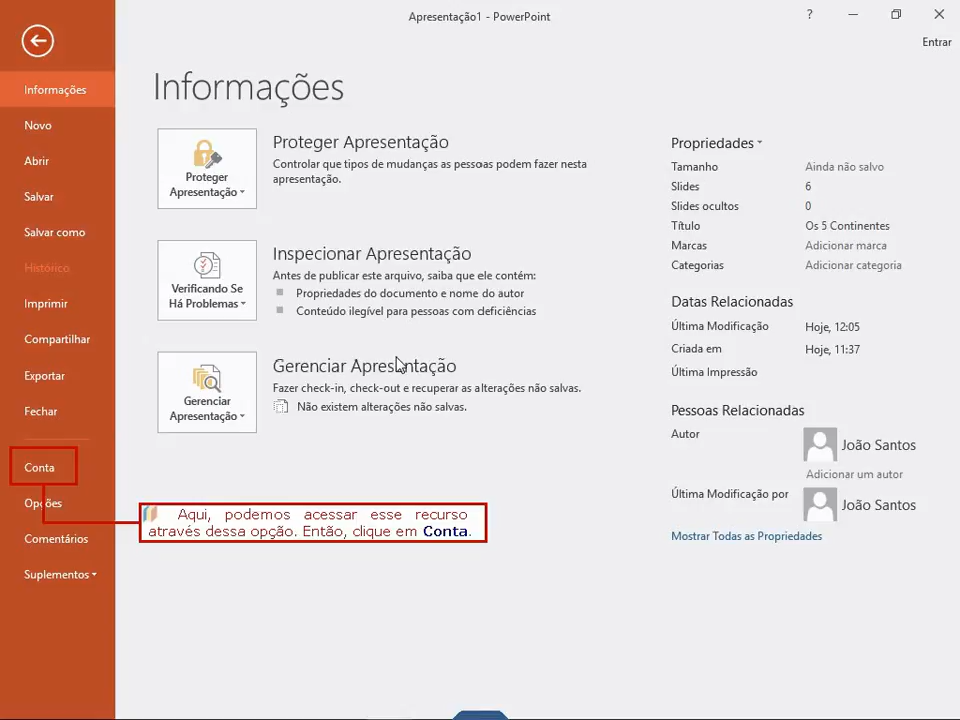 Apresentação1 - PowerPoint
?
Entrar
Informações
Novo
Abrir
Salvar
Salvar como
Histórico
Imprimir
Compartilhar
Exportar
Fechar
Conta
Opções
Comentários
Suplementos
Informações
Proteger
Apresentação
Proteger Apresentação
Controlar que tipos de mudanças as pessoas podem fazer nesta
apresentação.
Verificando Se
Há Problemas
Inspecionar Apresentação
Antes de publicar este arquivo, saiba que ele contém:
Propriedades do documento e nome do autor
Conteúdo ilegível para pessoas com deficiências
Gerenciar
Apresentação
Gerenciar Apresentação
Fazer check-in, check-out e recuperar as alterações não salvas.
Não existem alterações não salvas.
Aqui, podemos acessar esse recurso
através dessa opção. Então, clique em Conta.
Propriedades
Tamanho Ainda não salvo
Slides 6
Slides ocultos 0
Título Os 5 Continentes
Marcas Adicionar marca
Categorias Adicionar categoria
Datas Relacionadas
Última Modificação Hoje, 12:05
Criada em Hoje, 11:37
Última Impressão
Pessoas Relacionadas
Autor João Santos
Adicionar um autor
Última Modificação por João Santos
Mostrar Todas as Propriedades